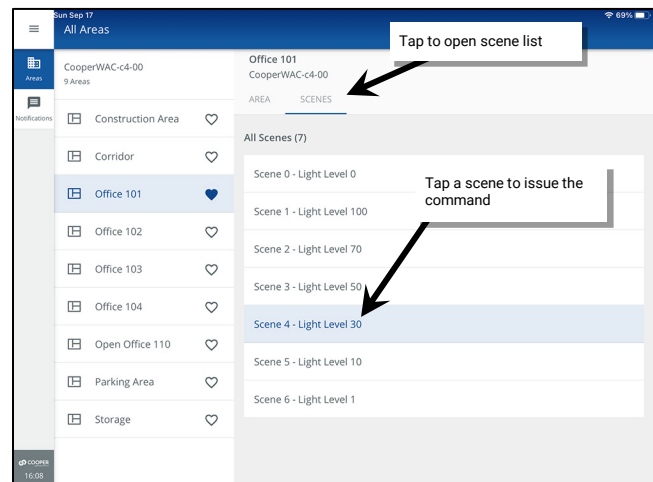 Sun Sep 17
69%
All Areas
Tap to open scene list
Areas
Notifications
CooperWAC-c4-00
9 Areas
Construction Area
Corridor
Office 101
Office 102
Office 103
Office 104
Open Office 110
Parking Area
Storage
Office 101
CooperWAC-c4-00
AREA SCENES
All Scenes (7)
Scene 0 - Light Level 0
Tap a scene to issue the
command
Scene 1 - Light Level 100
Scene 2 - Light Level 70
Scene 3 - Light Level 50
Scene 4 - Light Level 30
Scene 5 - Light Level 10
Scene 6 - Light Level 1
COOPER
16:08